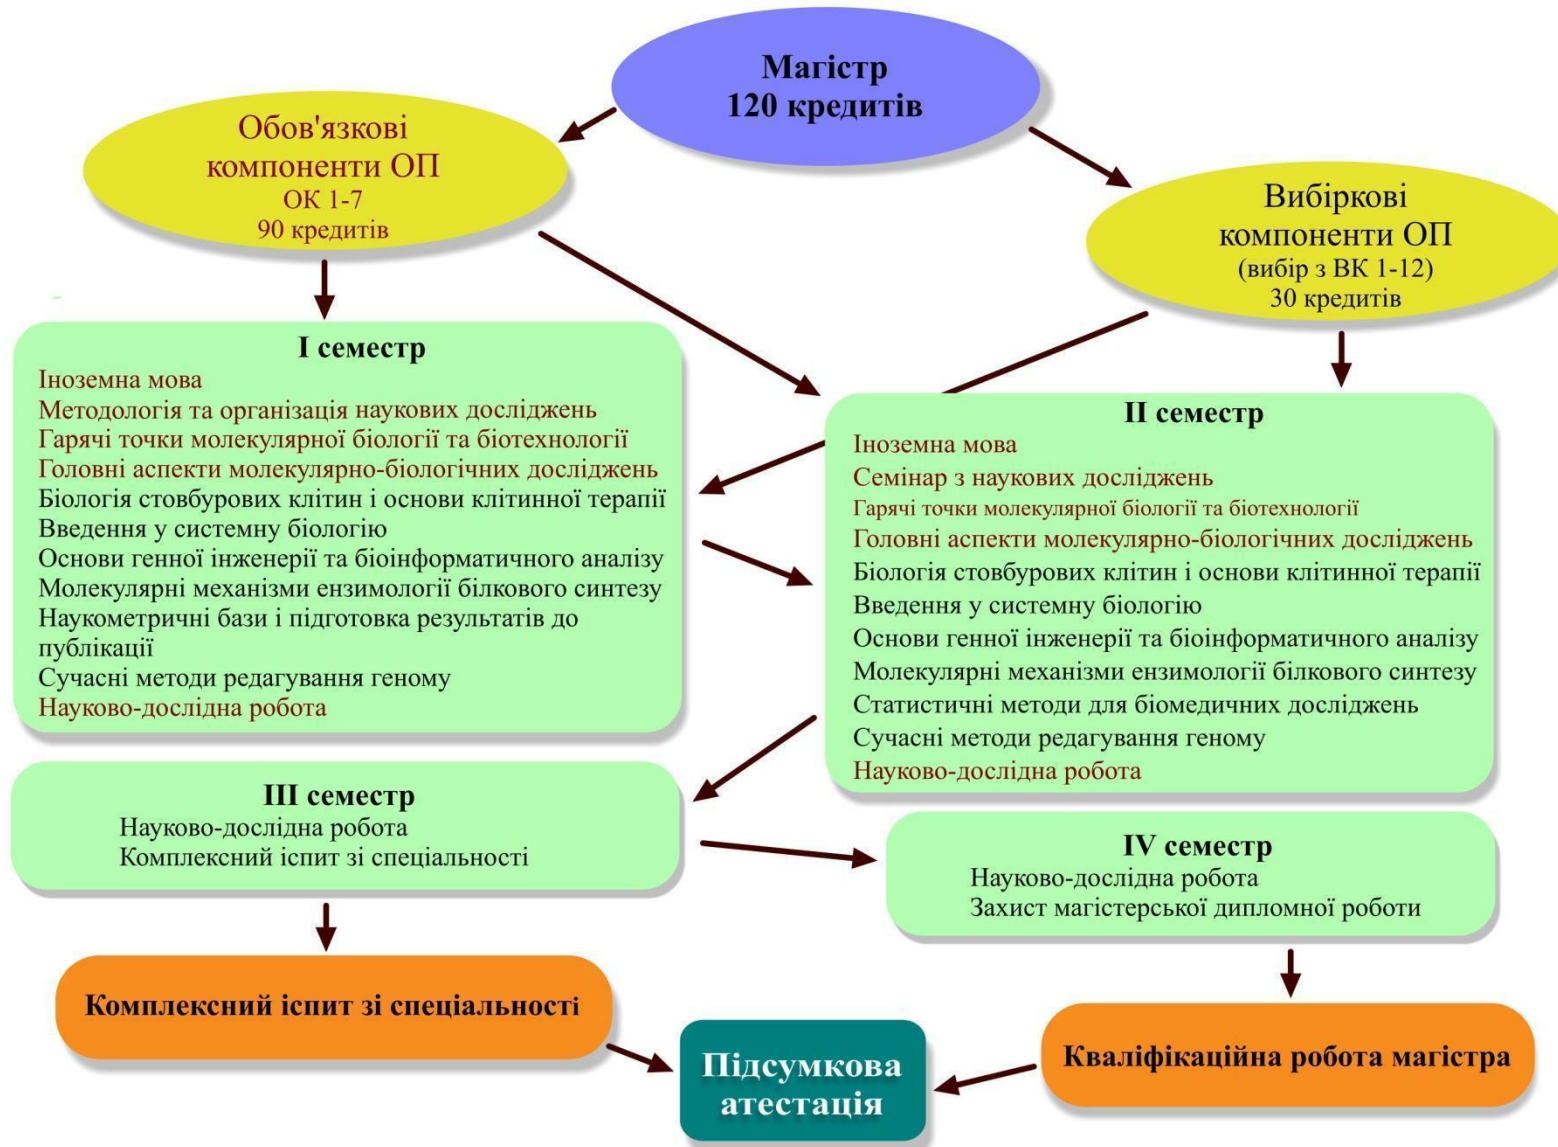 Магістр
120 кредитів
Обов'язкові
компоненти ОП
ОК 1-7
90 кредитів
Вибіркові
компоненти ОП
(вибір з ВК 1-12)
30 кредитів
I семестр
Іноземна мова
Методологія та організація наукових досліджень
Гарячі точки молекулярної біології та біотехнології
Головні аспекти молекулярно-біологічних досліджень
Біологія стовбурових клітин і основи клітинної терапії
Введення у системну біологію
Основи генної інженерії та біоінформатичного аналізу
Молекулярні механізми ензимології білкового синтезу
Наукометричні бази і підготовка результатів до
публікації
Сучасні методи редагування геному
Науково-дослідна робота
II семестр
Іноземна мова
Семінар з наукових досліджень
Гарячі точки молекулярної біології та біотехнології
Головні аспекти молекулярно-біологічних досліджень
Біологія стовбурових клітин і основи клітинної терапії
Введення у системну біологію
Основи генної інженерії та біоінформатичного аналізу
Молекулярні механізми ензимології білкового синтезу
Статистичні методи для біомедичних досліджень
Сучасні методи редагування геному
Науково-дослідна робота
III семестр
Науково-дослідна робота
Комплексний іспит зі спеціальності
IV семестр
Науково-дослідна робота
Захист магістерської дипломної роботи
Комплексний іспит зі спеціальності
Кваліфікаційна робота магістра
Підсумкова
атестація